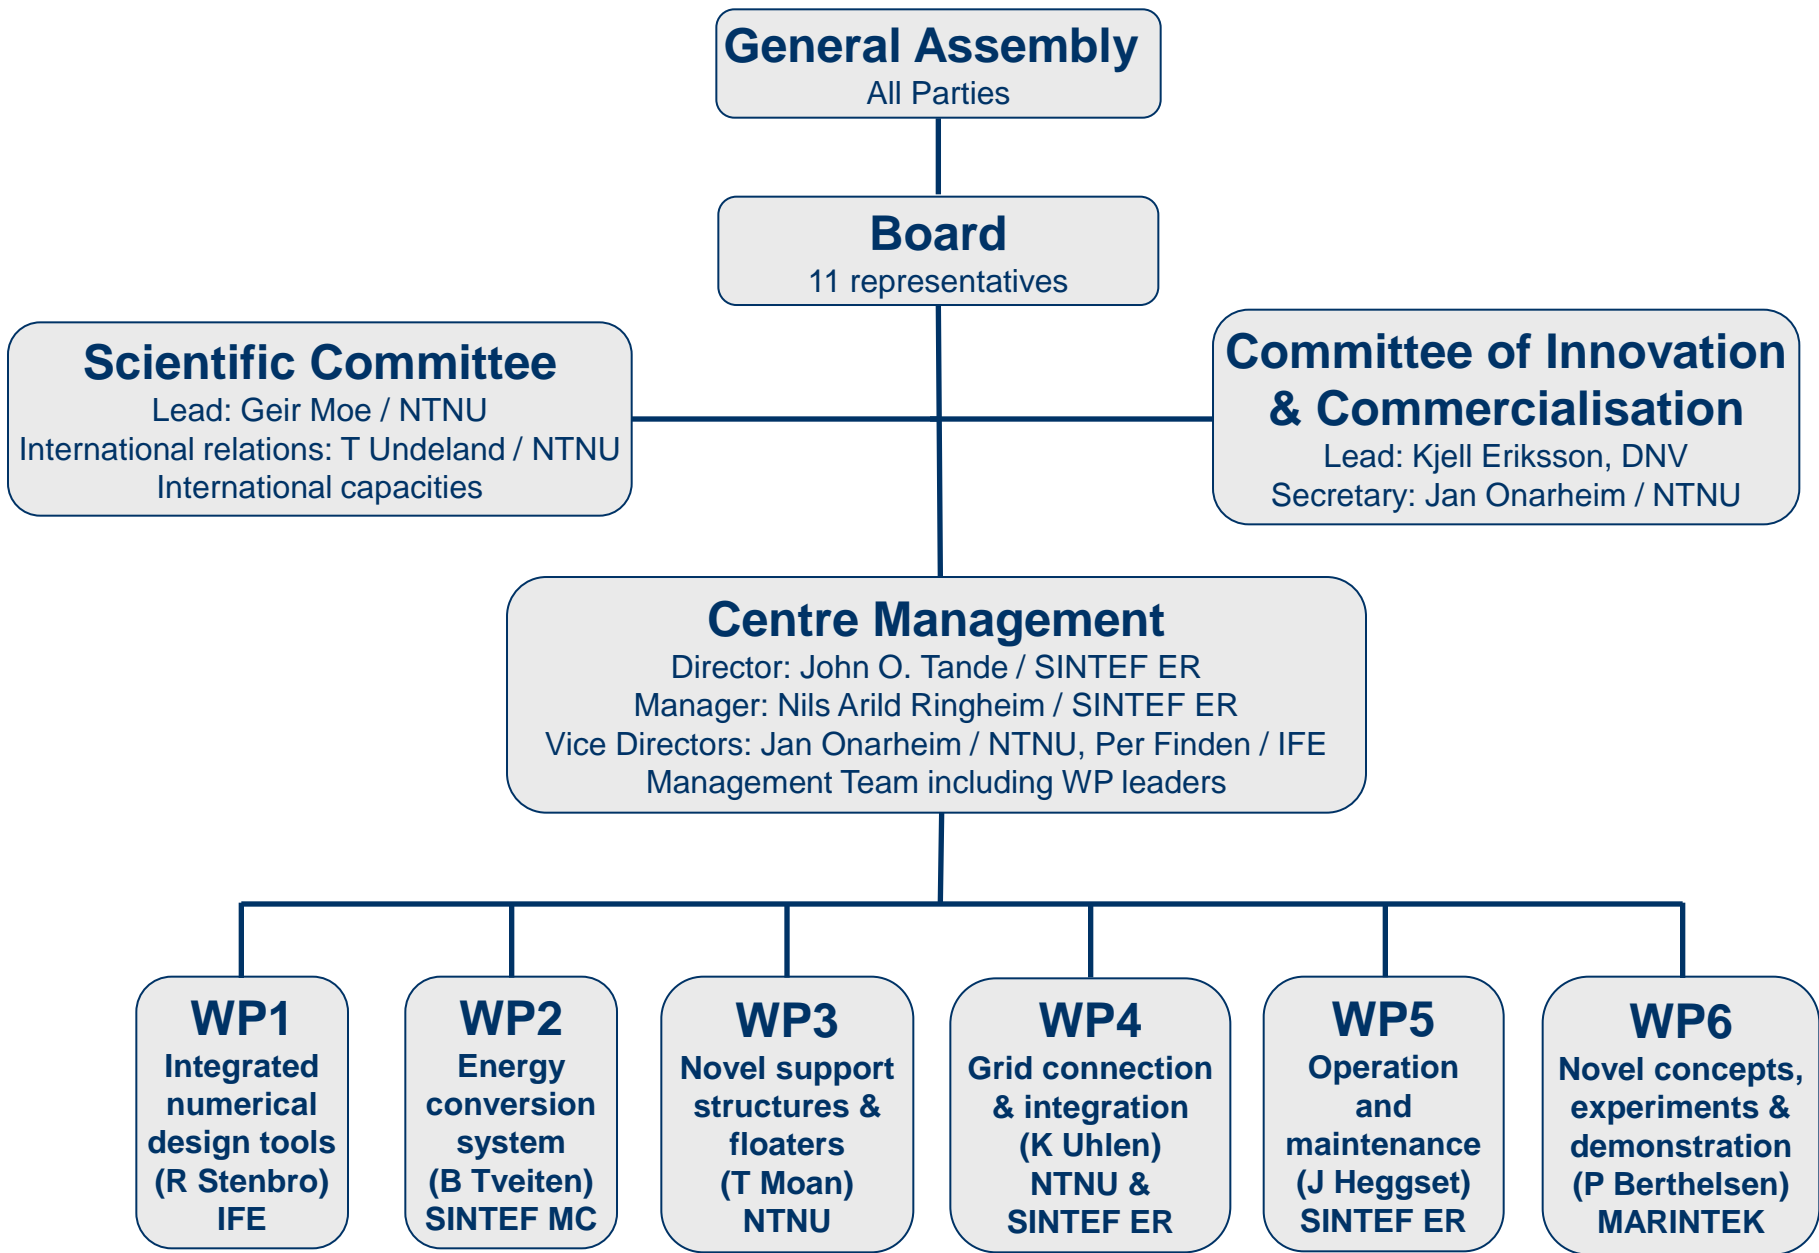 General Assembly
All Parties
Board
11 representatives
Scientific Committee
Lead: Geir Moe / NTNU
International relations: T Undeland / NTNU
International capacities
Committee of Innovation
& Commercialisation
Lead: Kjell Eriksson, DNV
Secretary: Jan Onarheim / NTNU
Centre Management
Director: John O. Tande / SINTEF ER
Manager: Nils Arild Ringheim / SINTEF ER
Vice Directors: Jan Onarheim / NTNU, Per Finden / IFE
Management Team including WP leaders
WP1
Integrated
numerical
design tools
(R Stenbro)
IFE
WP2
Energy
conversion
system
(B Tveiten)
SINTEF MC
WP3
Novel support
structures &
floaters
(T Moan)
NTNU
WP4
Grid connection
& integration
(K Uhlen)
NTNU &
SINTEF ER
WP5
Operation
and
maintenance
(J Heggset)
SINTEF ER
WP6
Novel concepts,
experiments &
demonstration
(P Berthelsen)
MARINTEK